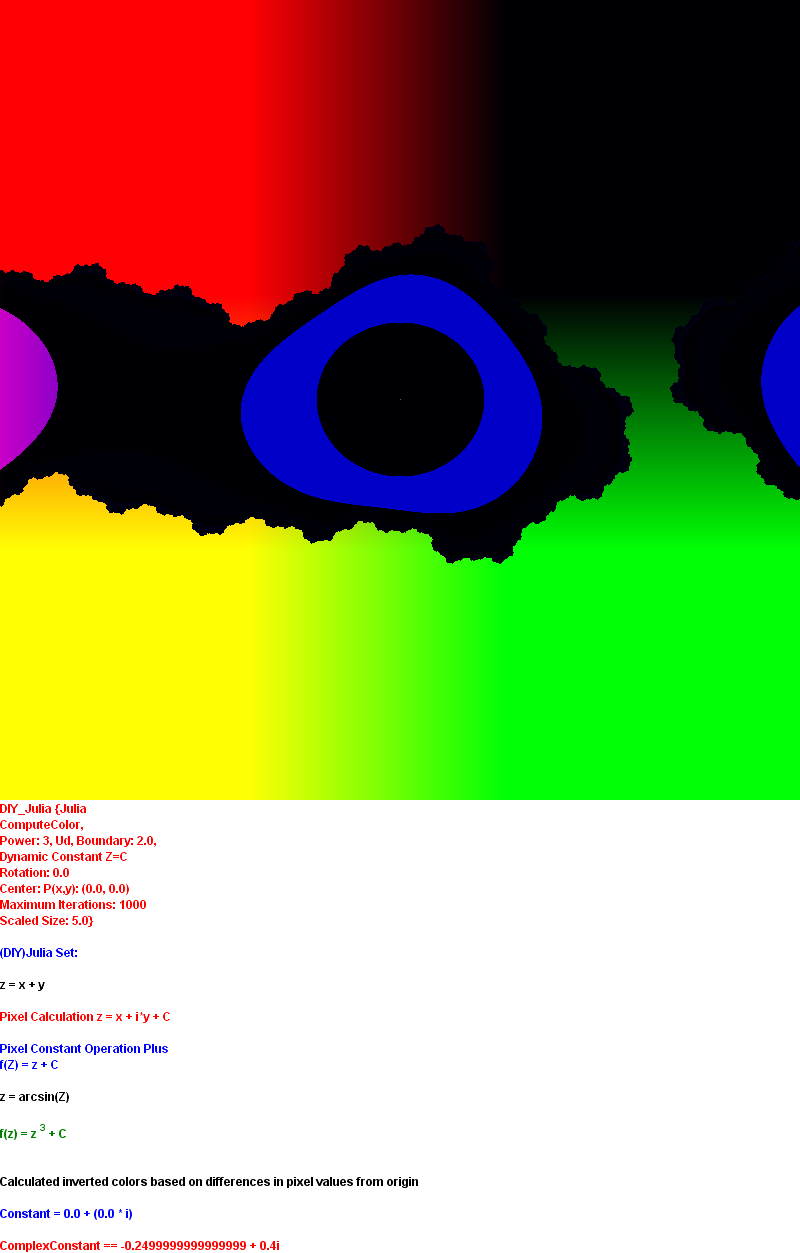 DIY_Julia {Julia
ComputeColor,
Power: 3, Ud, Boundary: 2.0,
Dynamic Constant Z=C
Rotation: 0.0
Center: P(x,y): (0.0, 0.0)
Maximum Iterations: 1000
Scaled Size: 5.0}
(DIY)Julia Set:
z = x + y
Pixel Calculation z = x + i*y + C
Pixel Constant Operation Plus
f(Z) = z + C
z = arcsin(Z)
f(z) = z 3 + C
Calculated inverted colors based on differences in pixel values from origin
Constant = 0.0 + (0.0 * i)
ComplexConstant == -0.2499999999999999 + 0.4i